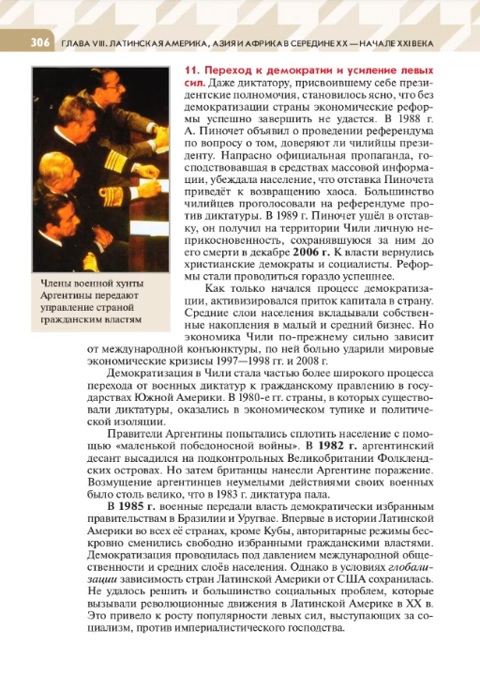 306 ГЛАВА VIII. ЛАТИНСКАЯ АМЕРИКА, АЗИЯ И АФРИКА В СЕРЕДИНЕ XX — НАЧАЛЕ XXI ВЕКА
11. Переход к демократии и усиление левых
сил. Даже диктатору, присвоившему себе прези-
дентские полномочия, становилось ясно, что без
демократизации страны экономические рефор-
мы успешно завершить не удастся. В 1988 г.
А. Пиночет объявил о проведении референдума
по вопросу о том, доверяют ли чилийцы прези-
денту. Напрасно официальная пропаганда, го-
сподствовавшая в средствах массовой информа-
ции, убеждала население, что отставка Пиночета
приведёт к возвращению хаоса. Большинство
чилийцев проголосовали на референдуме про-
тив диктатуры. В 1989 г. Пиночет ушёл в отстав-
ку, он получил на территории Чили личную не-
прикосновенность, сохранявшуюся за ним до
его смерти в декабре 2006 г. К власти вернулись
христианские демократы и социалисты. Рефор-
мы стали проводиться гораздо успешнее.
Как только начался процесс демократиза-
ции, активизировался приток капитала в страну.
Средние слои населения вкладывали собствен-
ные накопления в малый и средний бизнес. Но
экономика Чили по-прежнему сильно зависит
от международной конъюнктуры, по ней больно ударили мировые
экономические кризисы 1997—1998 гг. и 2008 г.
Члены военной хунты
Аргентины передают
управление страной
гражданским властям
Демократизация в Чили стала частью более широкого процесса
перехода от военных диктатур к гражданскому правлению в госу-
дарствах Южной Америки. В 1980-е гг. страны, в которых существо-
вали диктатуры, оказались в экономическом тупике и политиче-
ской изоляции.
Правители Аргентины попытались сплотить население с помо-
щью «маленькой победоносной войны». В 1982 г. аргентинский
десант высадился на подконтрольных Великобритании Фолкленд-
ских островах. Но затем британцы нанесли Аргентине поражение.
Возмущение аргентинцев неумелыми действиями своих военных
было столь велико, что в 1983 г. диктатура пала.
В 1985 г. военные передали власть демократически избранным
правительствам в Бразилии и Уругвае. Впервые в истории Латинской
Америки во всех её странах, кроме Кубы, авторитарные режимы бес-
кровно сменились свободно избранными гражданскими властями.
Демократизация проводилась под давлением международной обще-
ственности и средних слоёв населения. Однако в условиях глобали-
зации зависимость стран Латинской Америки от США сохранилась.
Не удалось решить и большинство социальных проблем, которые
вызывали революционные движения в Латинской Америке в XX в.
Это привело к росту популярности левых сил, выступающих за со-
циализм, против империалистического господства.